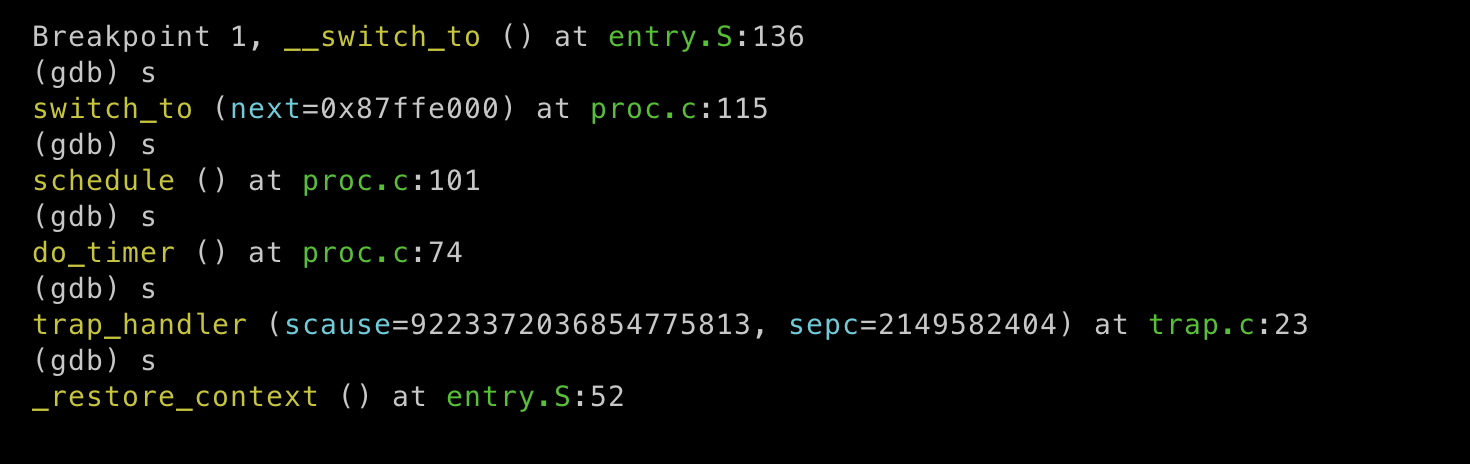 Breakpoint 1, __switch_to () at entry.S:136
(gdb) s
switch_to (next=0x87ffe000) at proc.c:115
(gdb) s
schedule () at proc.c:101
(gdb) s
do_timer () at proc.c:74
(gdb) s
trap_handler (scause=9223372036854775813, sepc=2149582404) at trap.c:23
(gdb) s
_restore_context () at entry.S:52